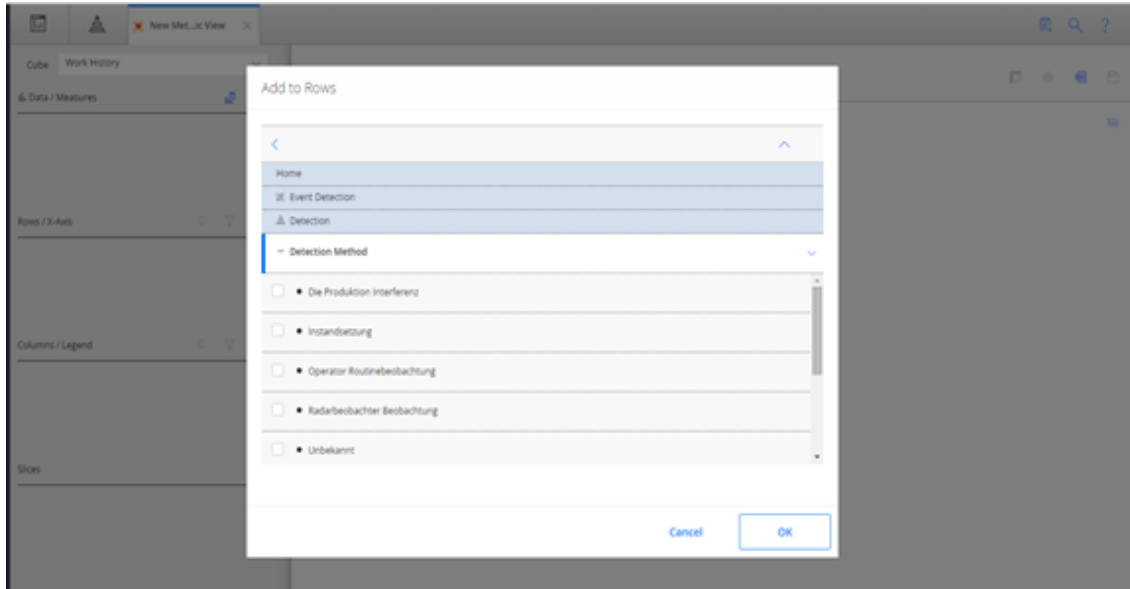 New Met...ic View
Cube Work History
Data / Measures
Rows / X-Axis
Columns / Legend
Slices
Add to Rows
Home
Event Detection
Detection
Detection Method
Die Produktion Interferenz
Instandsetzung
Operator Routinebeobachtung
Radarbeobachter Beobachtung
Unbekannt
Cancel OK